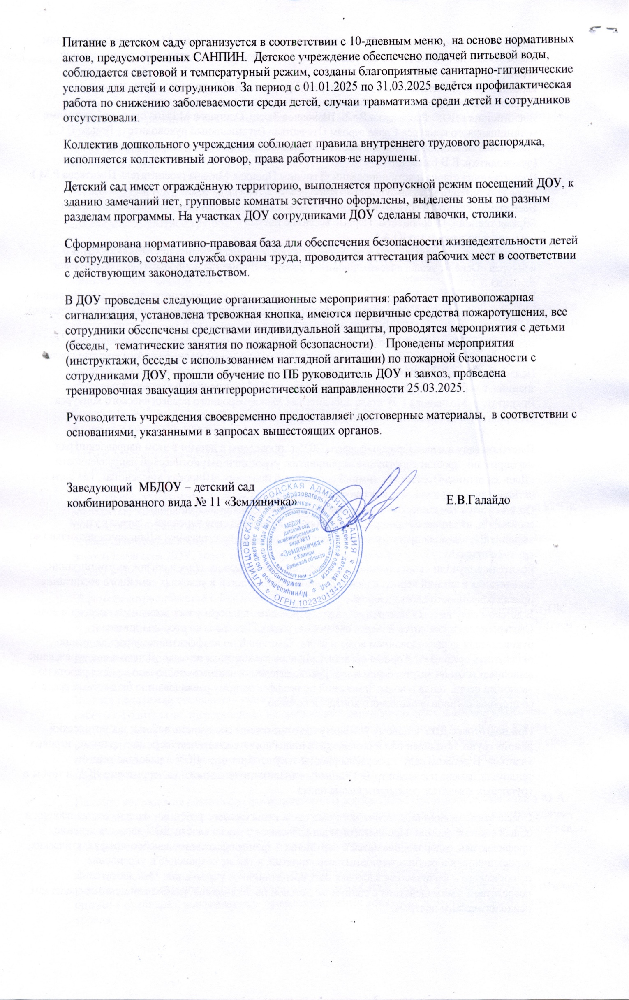 Питание в детском саду организуется в соответствии с 10-дневным меню,  на основе нормативных
актов, предусмотренных САНПИН.  Детское учреждение обеспечено подачей питьевой воды,
соблюдается световой и температурный режим, созданы благоприятные санитарно-гигиенические
условия для детей и сотрудников. За период с 01.01.2025 по 31.03.2025 ведётся профилактическая
работа по снижению заболеваемости среди детей, случаи травматизма среди детей и сотрудников
отсутствовали.
Коллектив дошкольного учреждения соблюдает правила внутреннего трудового распорядка,
исполняется коллективный договор, права работников не нарушены.
Детский сад имеет ограждённую территорию, выполняется пропускной режим посещений ДОУ, к
зданию замечаний нет, групповые комнаты эстетично оформлены, выделены зоны по разным
разделам программы. На участках ДОУ сотрудниками ДОУ сделаны лавочки, столики.
Сформирована нормативно-правовая база для обеспечения безопасности жизнедеятельности детей
и сотрудников, создана служба охраны труда, проводится аттестация рабочих мест в соответствии
с действующим законодательством.
В ДОУ проведены следующие организационные мероприятия: работает противопожарная
сигнализация, установлена тревожная кнопка, имеются первичные средства пожаротушения, все
сотрудники обеспечены средствами индивидуальной защиты, проводятся мероприятия с детьми
(беседы,  тематические занятия по пожарной безопасности).   Проведены мероприятия
(инструктажи, беседы с использованием наглядной агитации) по пожарной безопасности с
сотрудниками ДОУ, прошли обучение по ПБ руководитель ДОУ и завхоз, проведена
тренировочная эвакуация антитеррористической направленности 25.03.2025.
Руководитель учреждения своевременно предоставляет достоверные материалы,  в соответствии с
основаниями, указанными в запросах вышестоящих органов.
Заведующий  МБДОУ – детский сад
комбинированного вида № 11 «Земляничка»
Е.В.Галайдо
* КЛИНЦОВСКАЯ ГОРОДСКАЯ АДМИНИСТРАЦИЯ *
ОГРН 1023201342163
Муниципальное бюджетное дошкольное образовательное учреждение – детский сад *
комбинированного вида №11 «Земляничка» г.Клинцы Брянской области *
ИНН 3203007416 * ИНН 3203007416 * ИНН 3203007416 * ИНН 3203007416 *
МБДОУ –
детский сад
комбинированного
вида №11
«Земляничка»
г.Клинцы
Брянской области